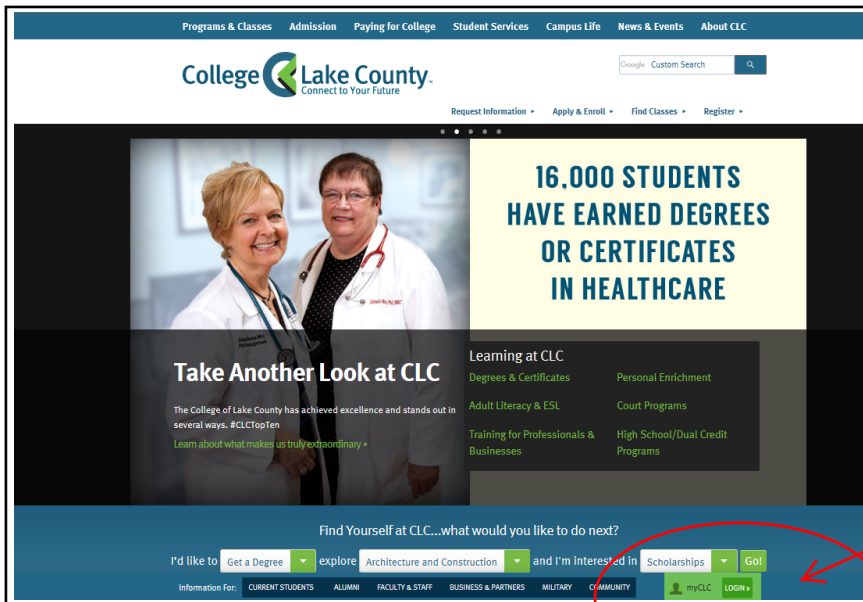 Programs & Classes Admission Paying for College Student Services Campus Life News & Events About CLC
College Lake County
Connect to Your Future
Google Custom Search
Request Information Apply & Enroll Find Classes Register
16,000 STUDENTS
HAVE EARNED DEGREES
OR CERTIFICATES
IN HEALTHCARE
Take Another Look at CLC
The College of Lake County has achieved excellence and stands out in
several ways. #CLCTopTen
Learn about what makes us truly extraordinary
Learning at CLC
Degrees & Certificates Personal Enrichment
Adult Literacy & ESL Court Programs
Training for Professionals & High School/Dual Credit
Businesses Programs
Find Yourself at CLC...what would you like to do next?
I'd like to Get a Degree explore Architecture and Construction and I'm interested in Scholarships Go!
Information For: CURRENT STUDENTS ALUMNI FACULTY & STAFF BUSINESS & PARTNERS MILITARY COMMUNITY myCLC LOGIN »